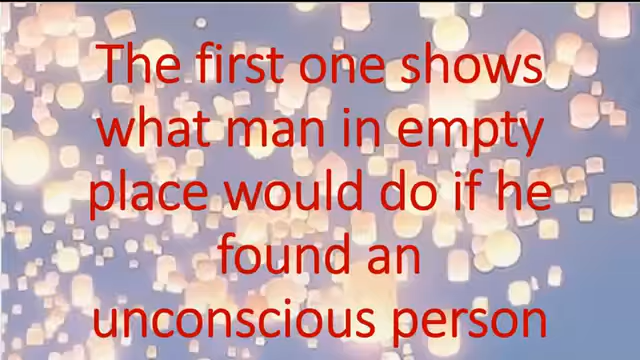 The first one shows
what man in empty
place would do if he
found an
unconscious person